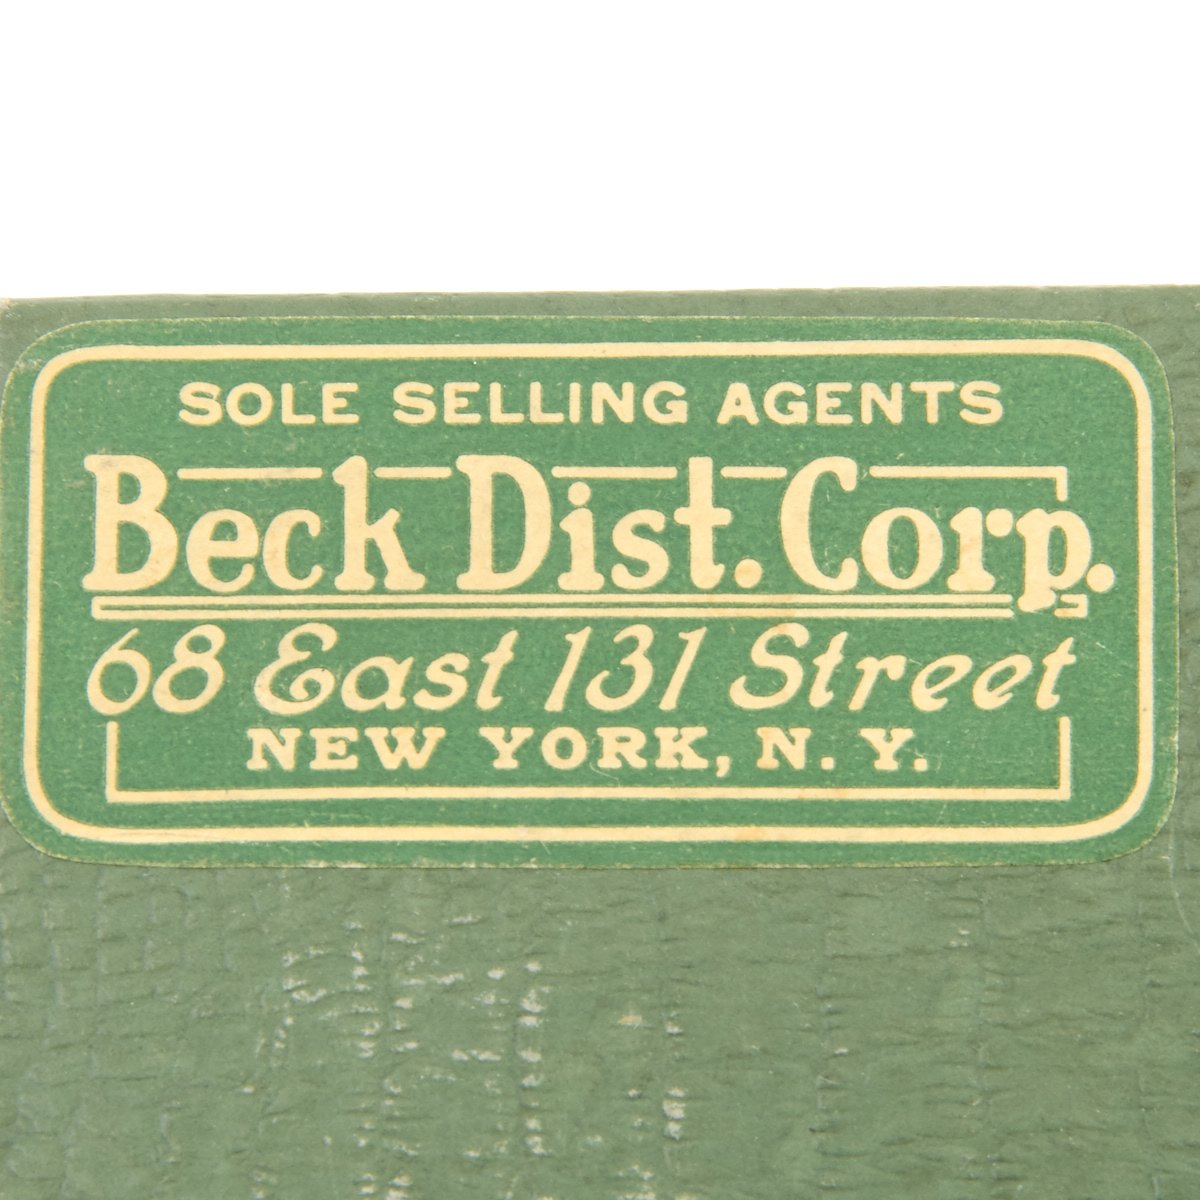 SOLE SELLING AGENTS
Beck Dist. Corp.
68 East 131 Street
NEW YORK, N. Y.